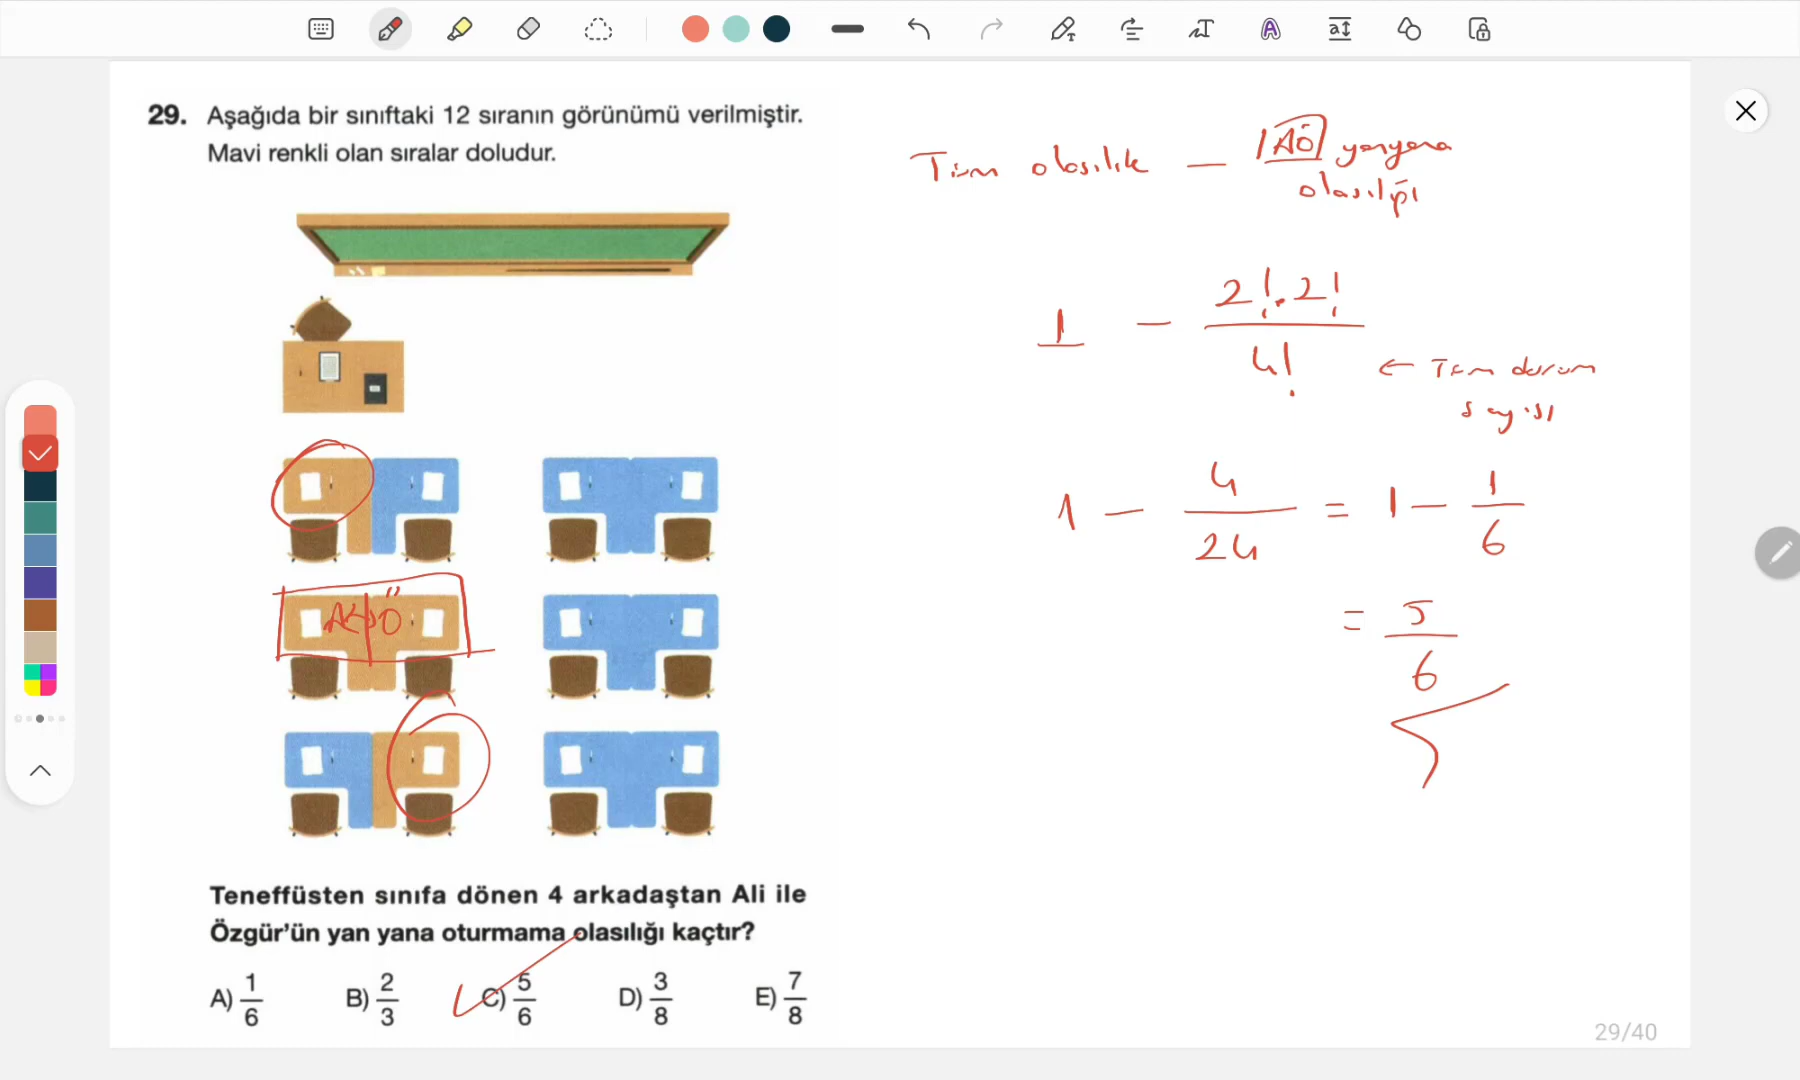 29. Aşağıda bir sınıftaki 12 sıranın görünümü verilmiştir.
Mavi renkli olan sıralar doludur.
AÖ
Teneffüsten sınıfa dönen 4 arkadaştan Ali ile
Özgür'ün yan yana oturmama olasılığı kaçtır?
A) 1/6 B) 2/3 C) 5/6 D) 3/8 E) 7/8
Tüm olasılık — |AÖ| yanyana
olasılığı
1 — 2!.2!/4!
← Tüm durum
sayısı
1 — 4/24 = 1 — 1/6
= 5/6
29/40